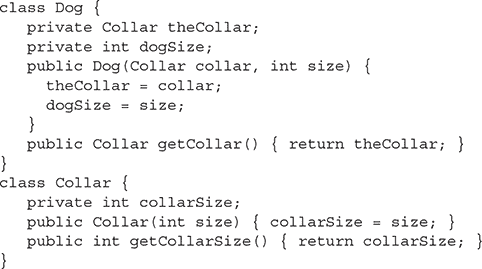 class Dog {
   private Collar theCollar;
   private int dogSize;
   public Dog(Collar collar, int size) {
     theCollar = collar;
     dogSize = size;
   }
   public Collar getCollar() { return theCollar; }
}
class Collar {
   private int collarSize;
   public Collar(int size) { collarSize = size; }
   public int getCollarSize() { return collarSize; }
}